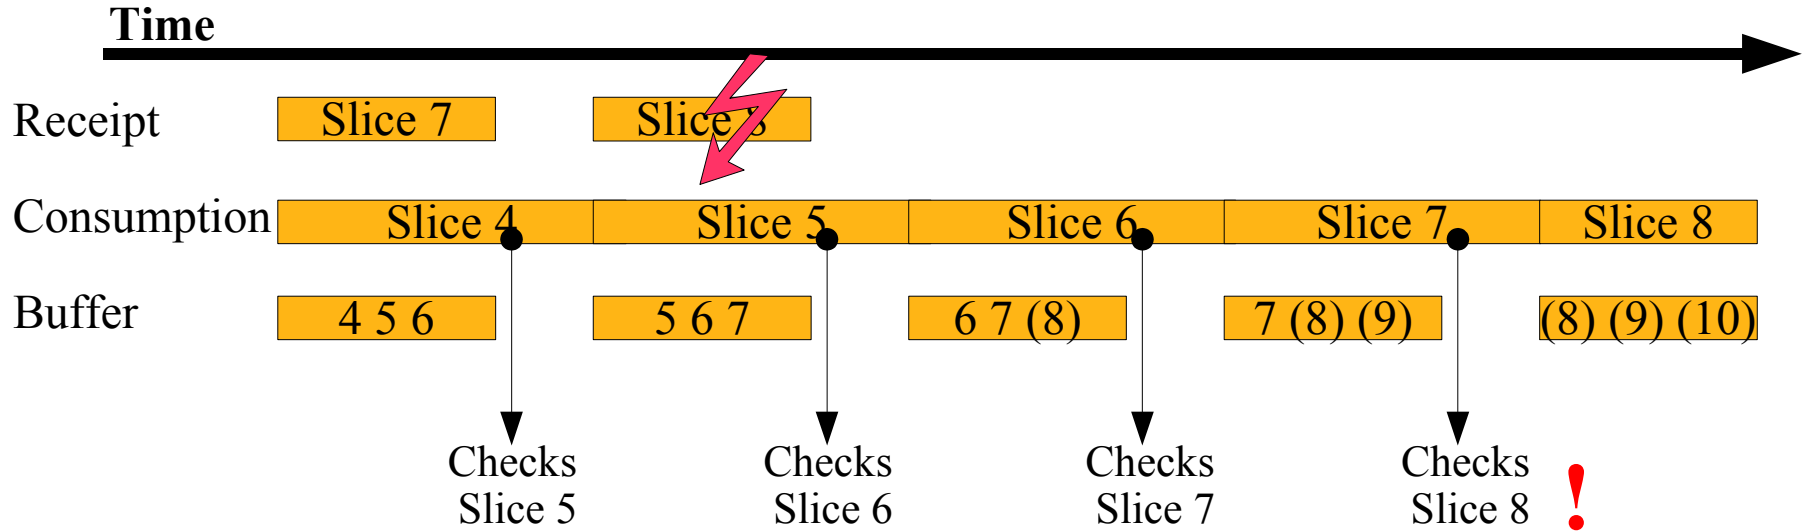 Time
Receipt Slice 7 Slice 8
Consumption Slice 4 Slice 5 Slice 6 Slice 7 Slice 8
Buffer 4 5 6 5 6 7 6 7 (8) 7 (8) (9) (8) (9) (10)
Checks Checks Checks Checks
Slice 5 Slice 6 Slice 7 Slice 8 !